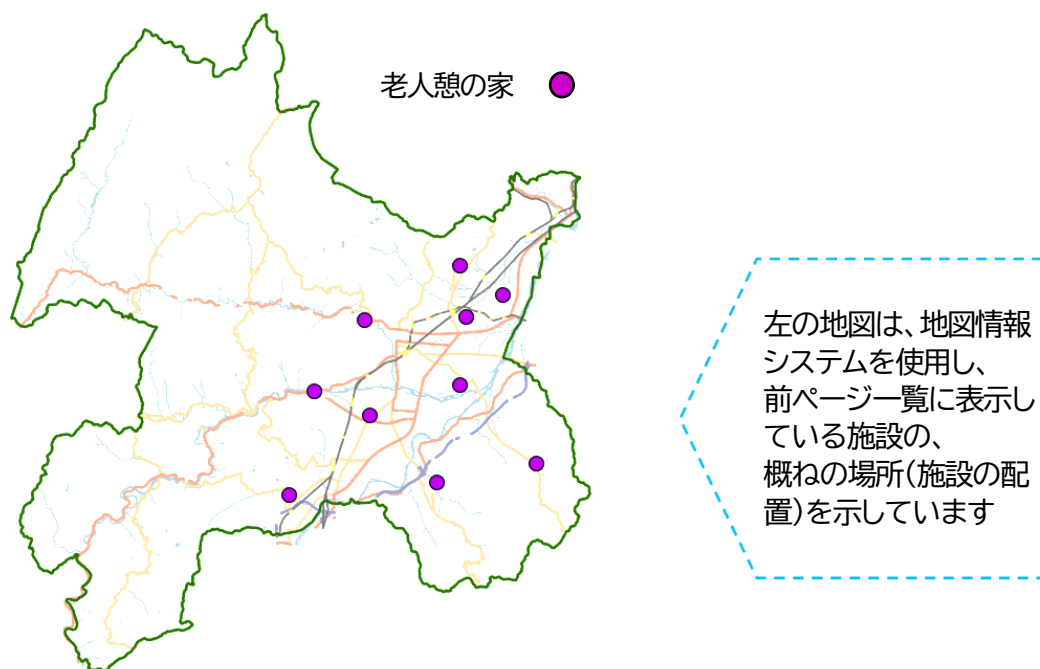 老人憩の家
左の地図は、地図情報
システムを使用し、
前ページ一覧に表示し
ている施設の、
概ねの場所(施設の配
置)を示しています